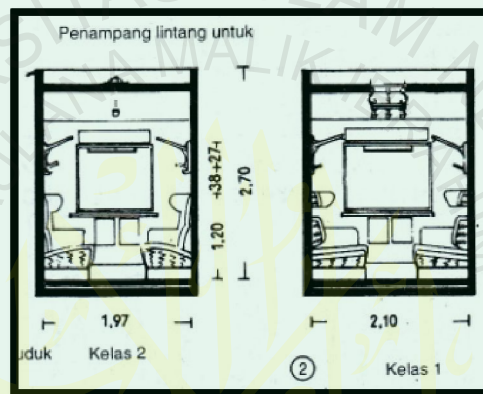 Penampang lintang untuk
1,20 +38+27+
2,70
1,97
2,10
uduk Kelas 2
2 Kelas 1